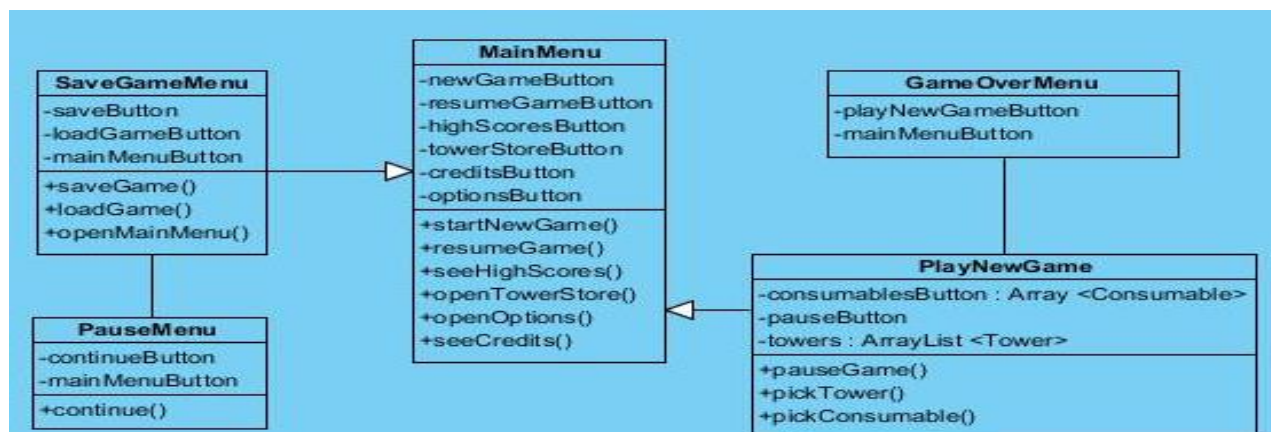 SaveGameMenu
-saveButton
-loadGameButton
-mainMenuButton
+saveGame()
+loadGame()
+openMainMenu()
PauseMenu
-continueButton
-mainMenuButton
+continue()
MainMenu
-newGameButton
-resumeGameButton
-highScoresButton
-towerStoreButton
-creditsButton
-optionsButton
+startNewGame()
+resumeGame()
+seeHighScores()
+openTowerStore()
+openOptions()
+seeCredits()
GameOverMenu
-playNewGameButton
-mainMenuButton
PlayNewGame
-consumablesButton : Array <Consumable>
-pauseButton
-towers : ArrayList <Tower>
+pauseGame()
+pickTower()
+pickConsumable()